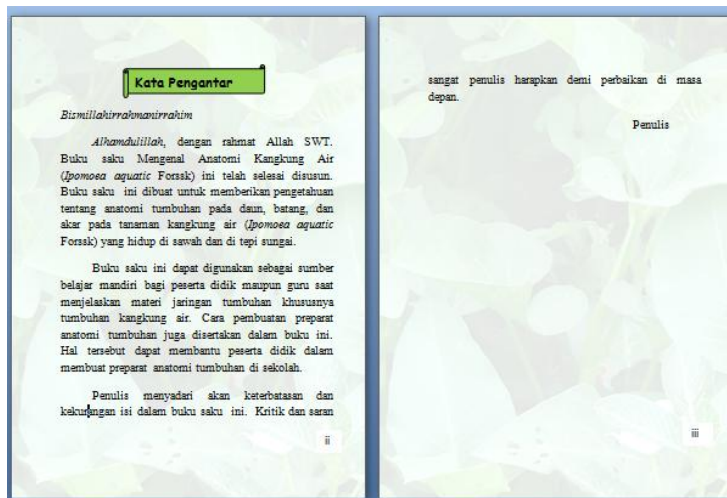 Kata Pengantar
Bismillahirrahmanirrahim
Alhamdulillah, dengan rahmat Allah SWT.
Buku saku Mengenal Anatomi Kangkung Air
(Ipomoea aquatic Forssk) ini telah selesai disusun.
Buku saku ini dibuat untuk memberikan pengetahuan
tentang anatomi tumbuhan pada daun, batang, dan
akar pada tanaman kangkung air (Ipomoea aquatic
Forssk) yang hidup di sawah dan di tepi sungai.
Buku saku ini dapat digunakan sebagai sumber
belajar mandiri bagi peserta didik maupun guru saat
menjelaskan materi jaringan tumbuhan khususnya
tumbuhan kangkung air. Cara pembuatan preparat
anatomi tumbuhan juga disertakan dalam buku ini.
Hal tersebut dapat membantu peserta didik dalam
membuat preparat anatomi tumbuhan di sekolah.
Penulis menyadari akan keterbatasan dan
kekurangan isi dalam buku saku ini. Kritik dan saran
ii
sangat penulis harapkan demi perbaikan di masa
depan.
Penulis
iii